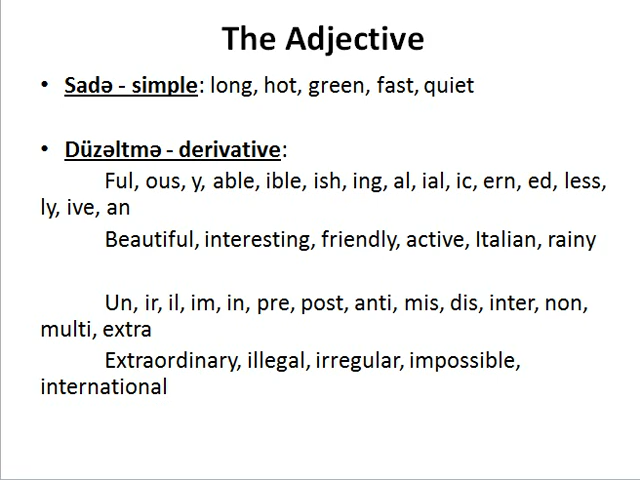 The Adjective
• Sadə - simple: long, hot, green, fast, quiet
• Düzəltmə - derivative:
Ful, ous, y, able, ible, ish, ing, al, ial, ic, ern, ed, less,
ly, ive, an
Beautiful, interesting, friendly, active, Italian, rainy
Un, ir, il, im, in, pre, post, anti, mis, dis, inter, non,
multi, extra
Extraordinary, illegal, irregular, impossible,
international